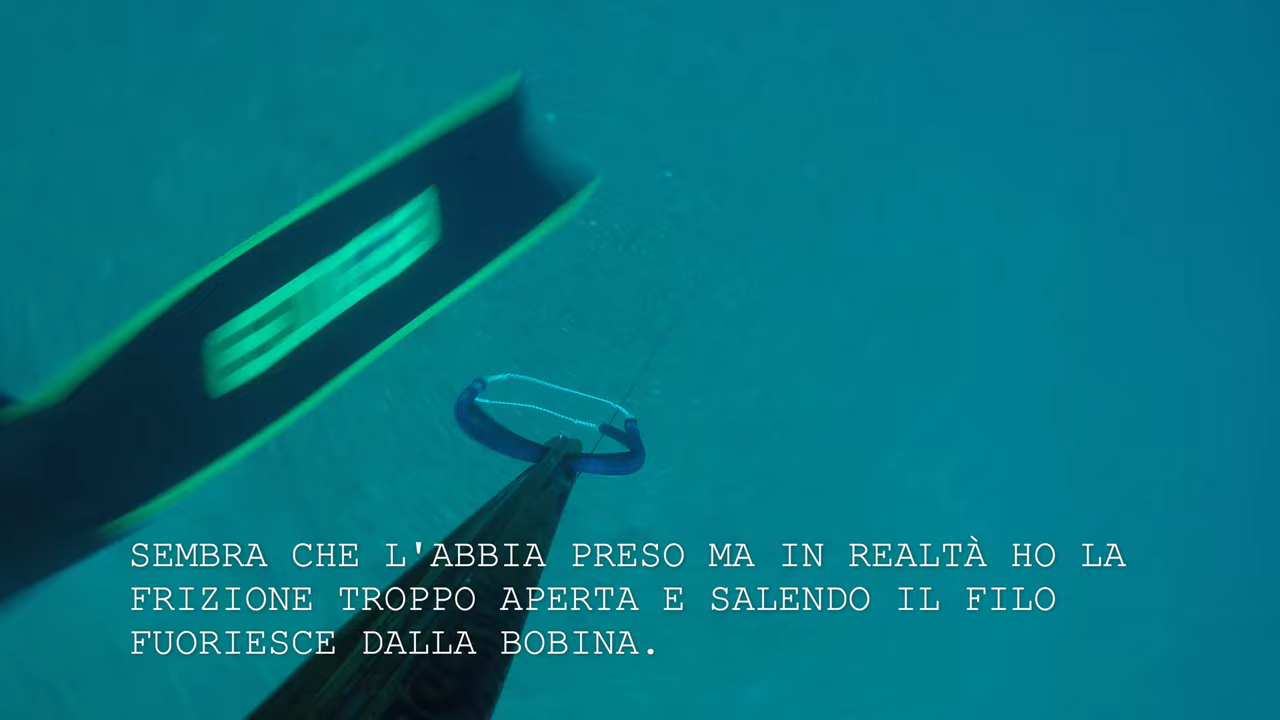 SEMBRA CHE L'ABBIA PRESO MA IN REALTÀ HO LA
FRIZIONE TROPPO APERTA E SALENDO IL FILO
FUORIESCE DALLA BOBINA.